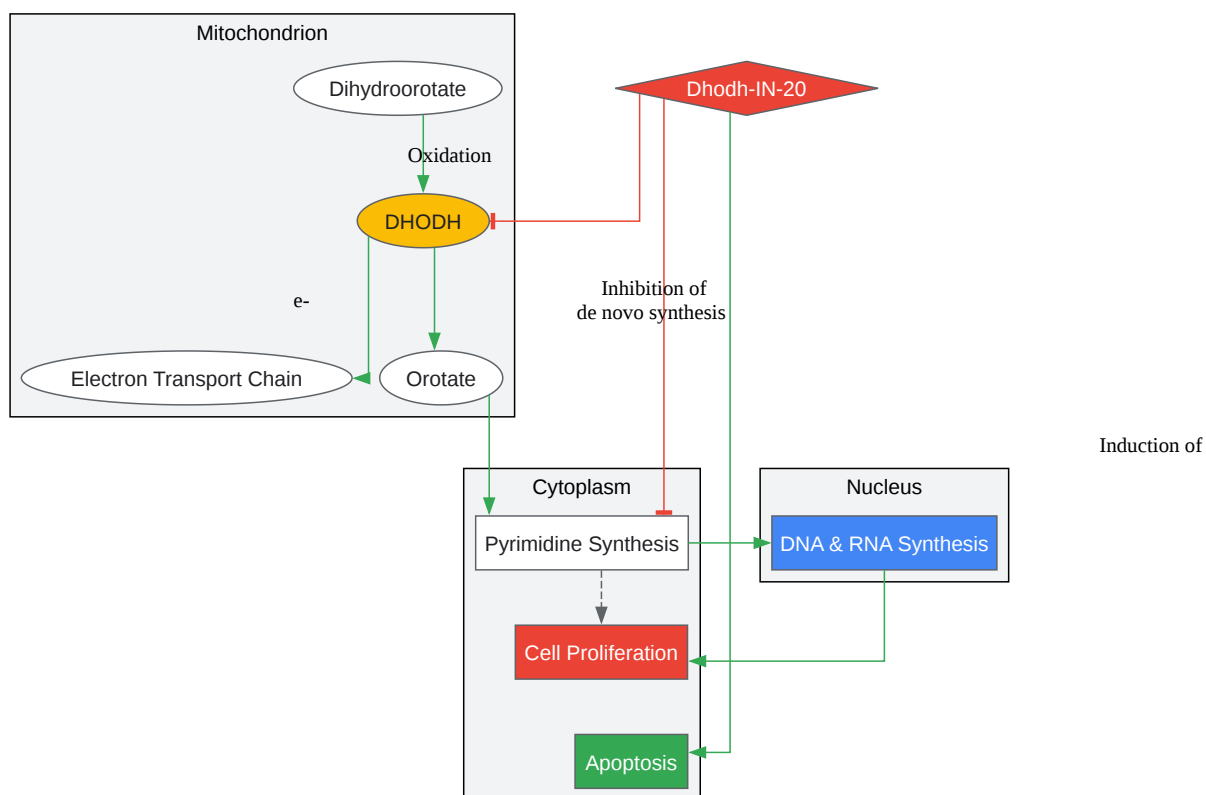 Mitochondrion
Dihydroorotate
Dhodh-IN-20
Oxidation
DHODH
e-
Inhibition of
de novo synthesis
Electron Transport Chain
Orotate
Induction of
Cytoplasm
Nucleus
Pyrimidine Synthesis
DNA & RNA Synthesis
Cell Proliferation
Apoptosis